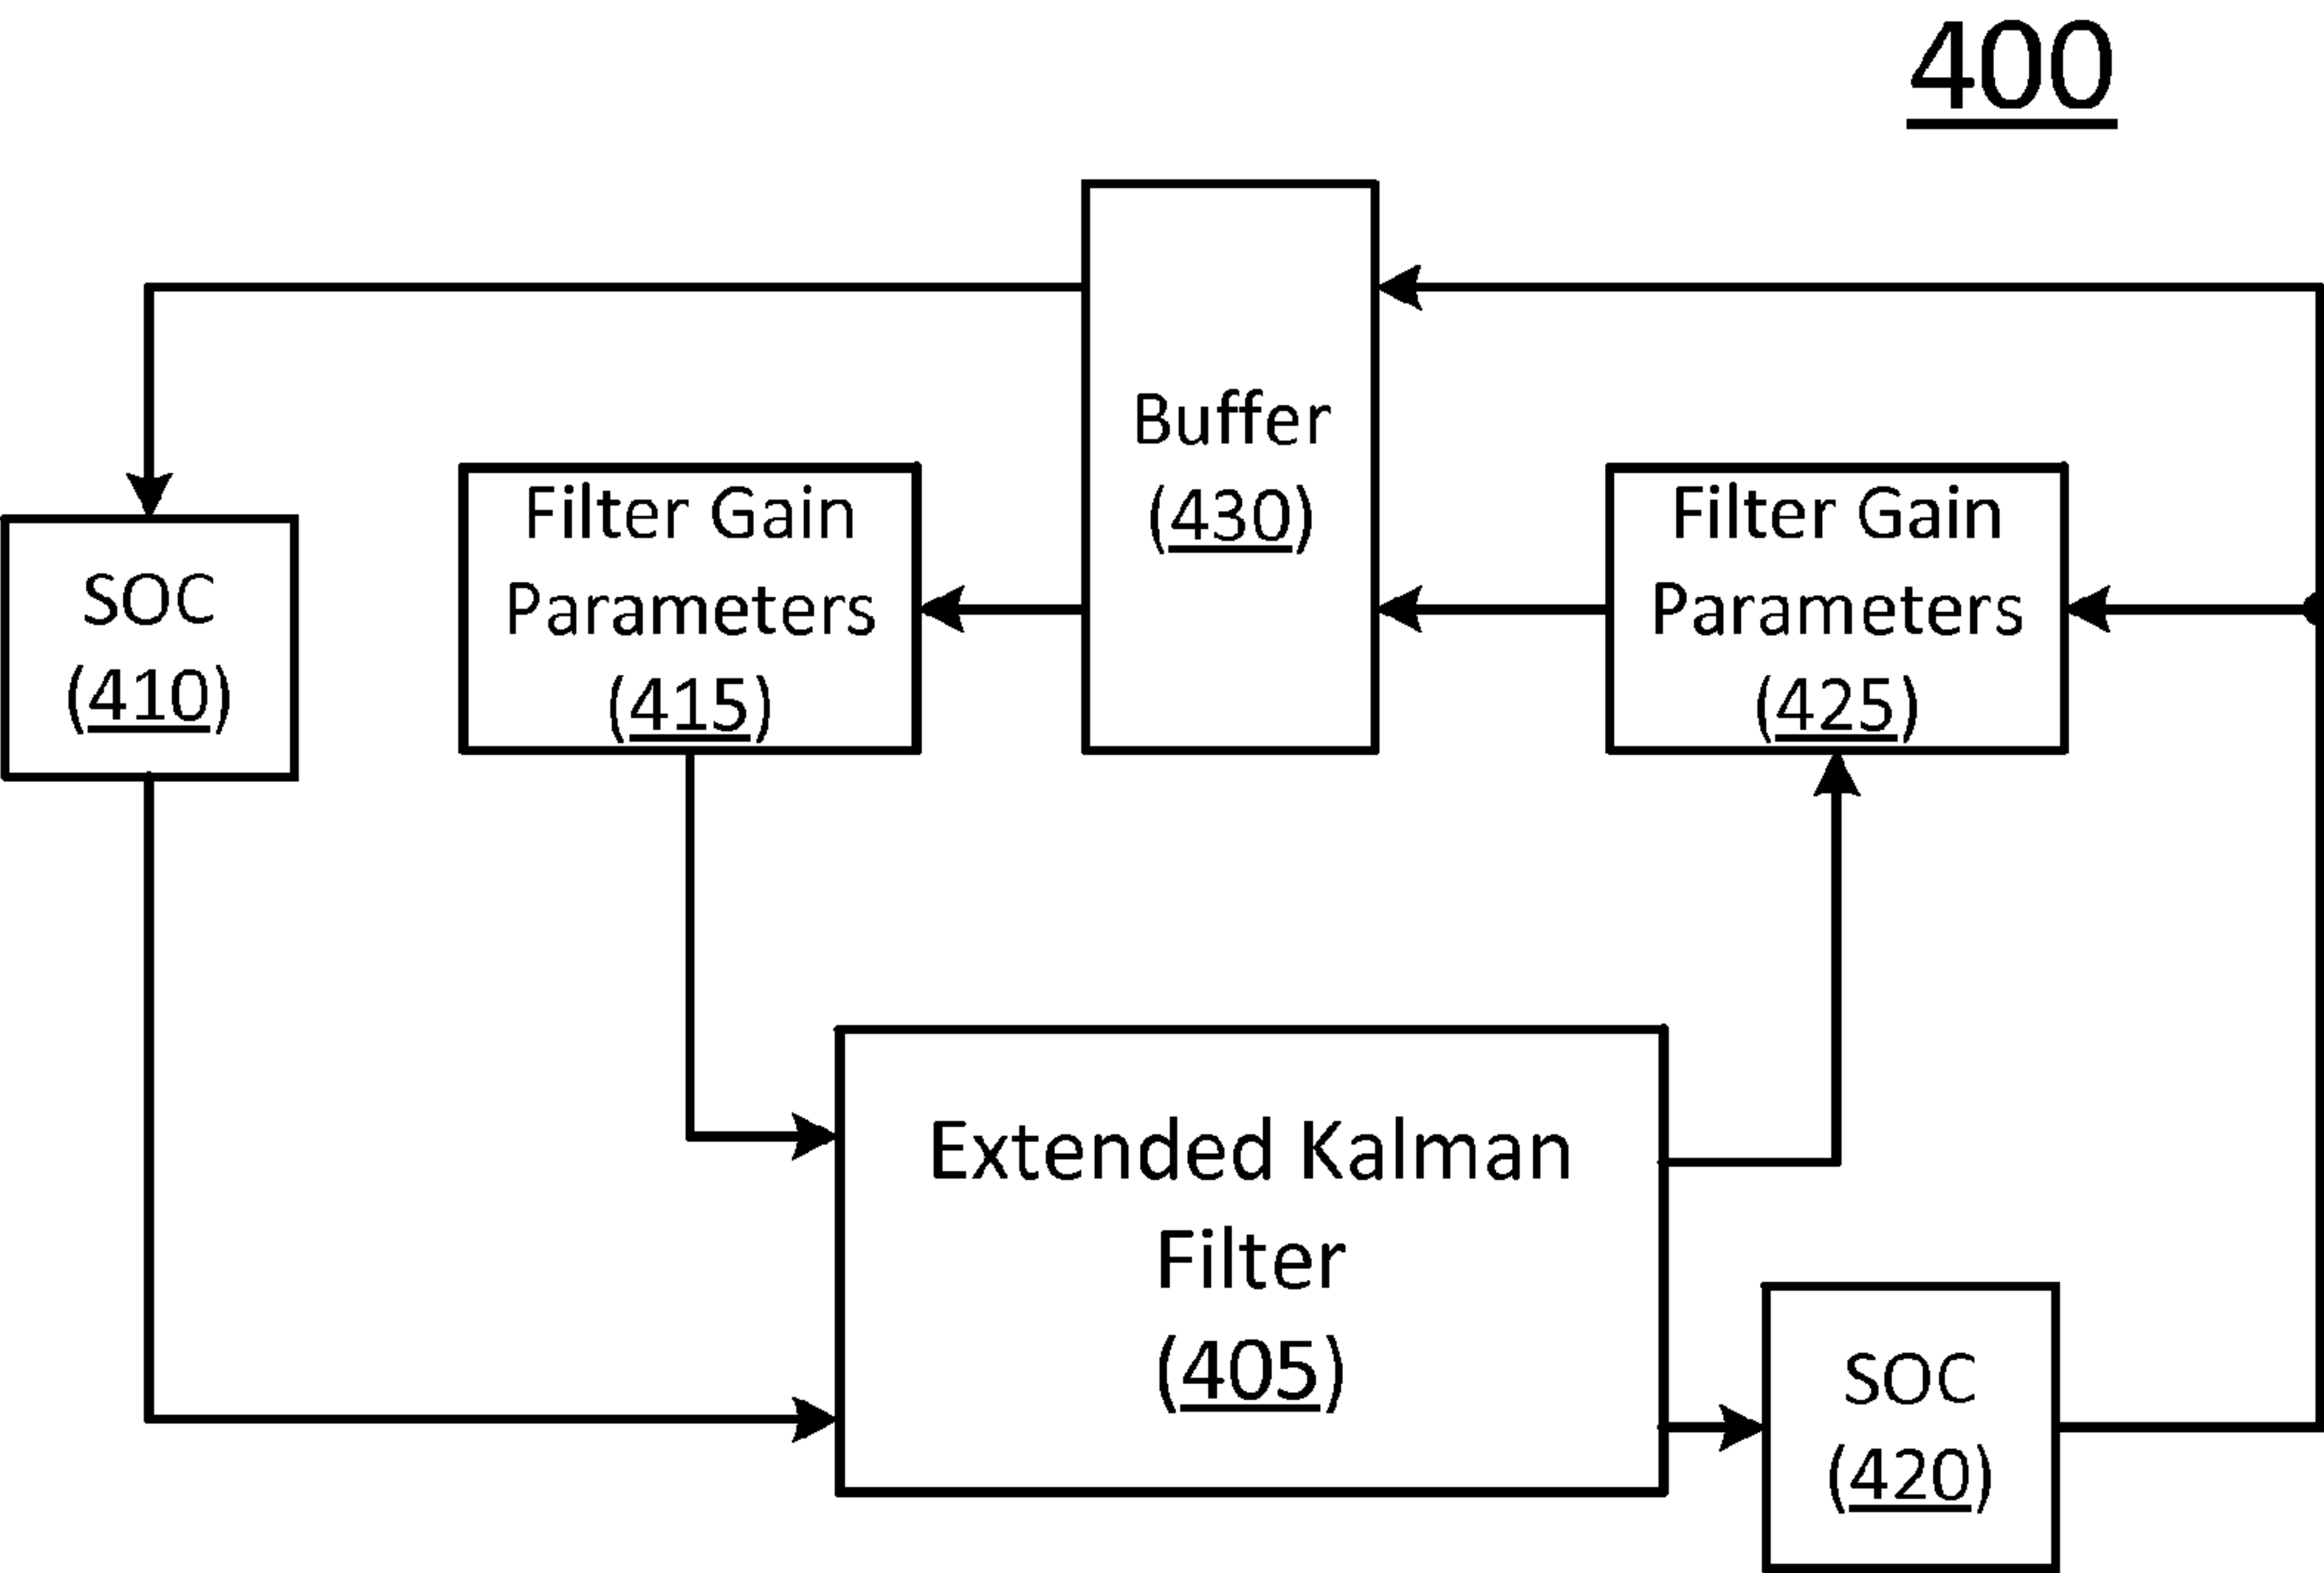 400
Buffer
(430)
Filter Gain
Parameters
(415)
Filter Gain
Parameters
(425)
SOC
(410)
Extended Kalman
Filter
(405)
SOC
(420)